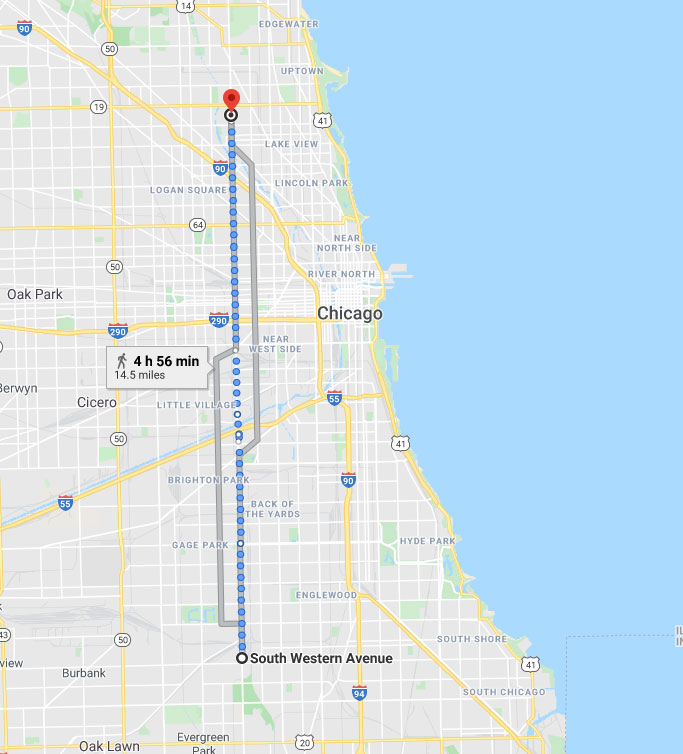 14
EDGEWATER
90
50
UPTOWN
19
41
LAKE VIEW
90
LOGAN SQUARE
LINCOLN PARK
64
NEAR
NORTH SIDE
50
RIVER NORTH
Oak Park
Chicago
290
290
NEAR
WEST SIDE
4 h 56 min
14.5 miles
Berwyn
Cicero
LITTLE VILLAGE
55
50
41
BRIGHTON PARK
90
55
BACK OF
THE YARDS
GAGE PARK
HYDE PARK
ENGLEWOOD
43
50
SOUTH SHORE
IL
IN
South Western Avenue
view
Burbank
41
94
SOUTH CHICAGO
Oak Lawn
Evergreen
Park
20